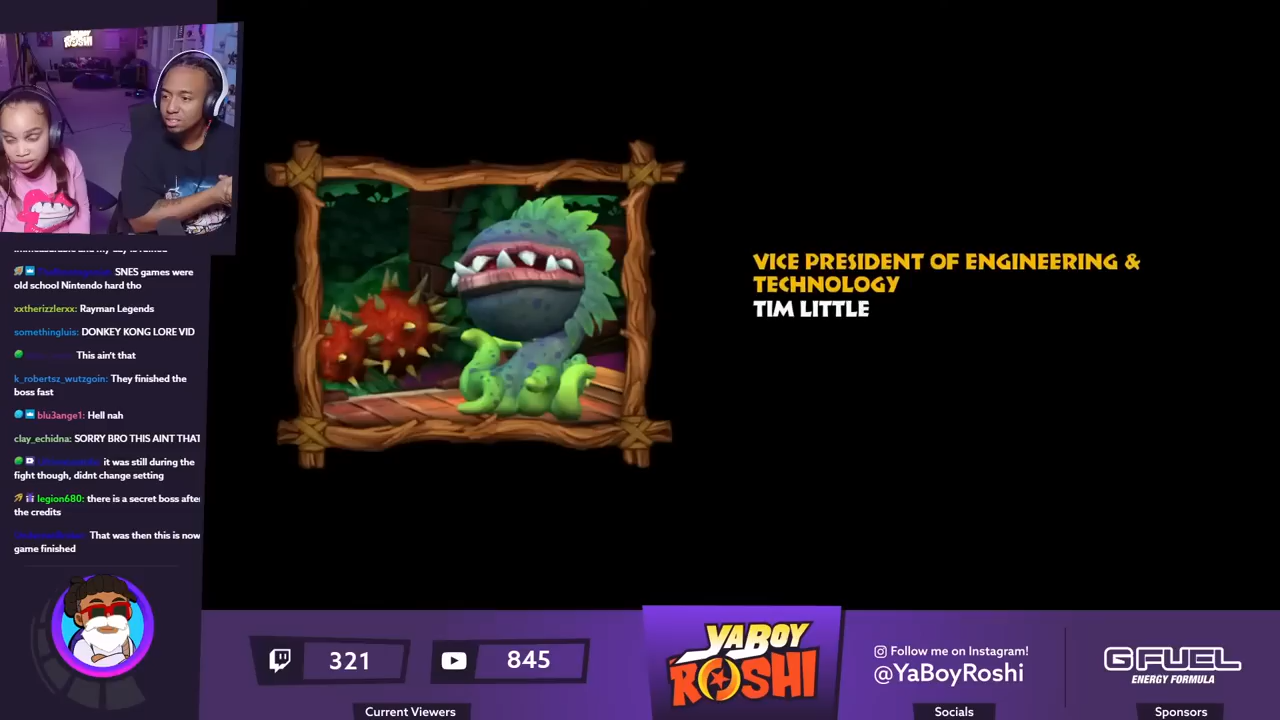 YABOY
ROSHI
SNES games were
old school Nintendo hard tho
xxtherizzlerxx: Rayman Legends
somethingluis: DONKEY KONG LORE VID
This ain't that
k_robertsz_wutzgoin: They finished the
boss fast
blu3ange1: Hell nah
clay_echidna: SORRY BRO THIS AINT THAT
it was still during the
fight though, didnt change setting
legion680: there is a secret boss after
the credits
That was then this is now
game finished
VICE PRESIDENT OF ENGINEERING &
TECHNOLOGY
TIM LITTLE
321
845
Current Viewers
YABOY
ROSHI
Follow me on Instagram!
@YaBoyRoshi
Socials
G FUEL
ENERGY FORMULA
Sponsors